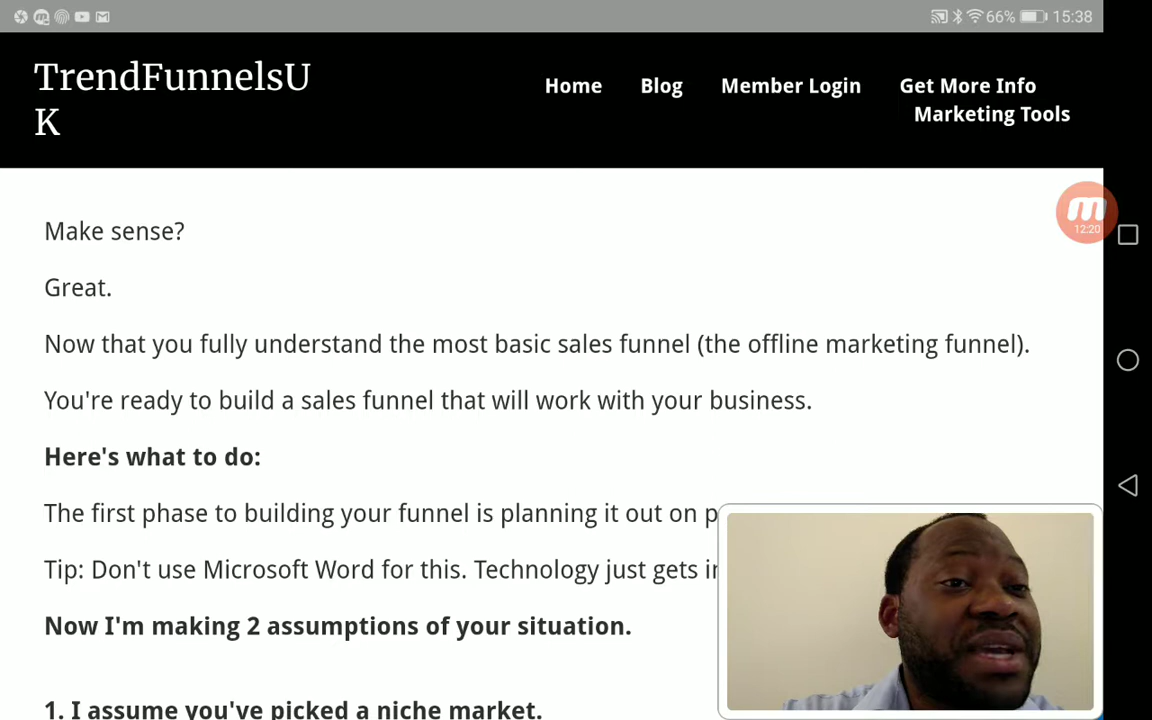 66% 15:38
TrendFunnelsU
K
Home Blog Member Login Get More Info
Marketing Tools
12:20
Make sense?
Great.
Now that you fully understand the most basic sales funnel (the offline marketing funnel).
You're ready to build a sales funnel that will work with your business.
Here's what to do:
The first phase to building your funnel is planning it out on
Tip: Don't use Microsoft Word for this. Technology just gets
Now I'm making 2 assumptions of your situation.
1. I assume you've picked a niche market.